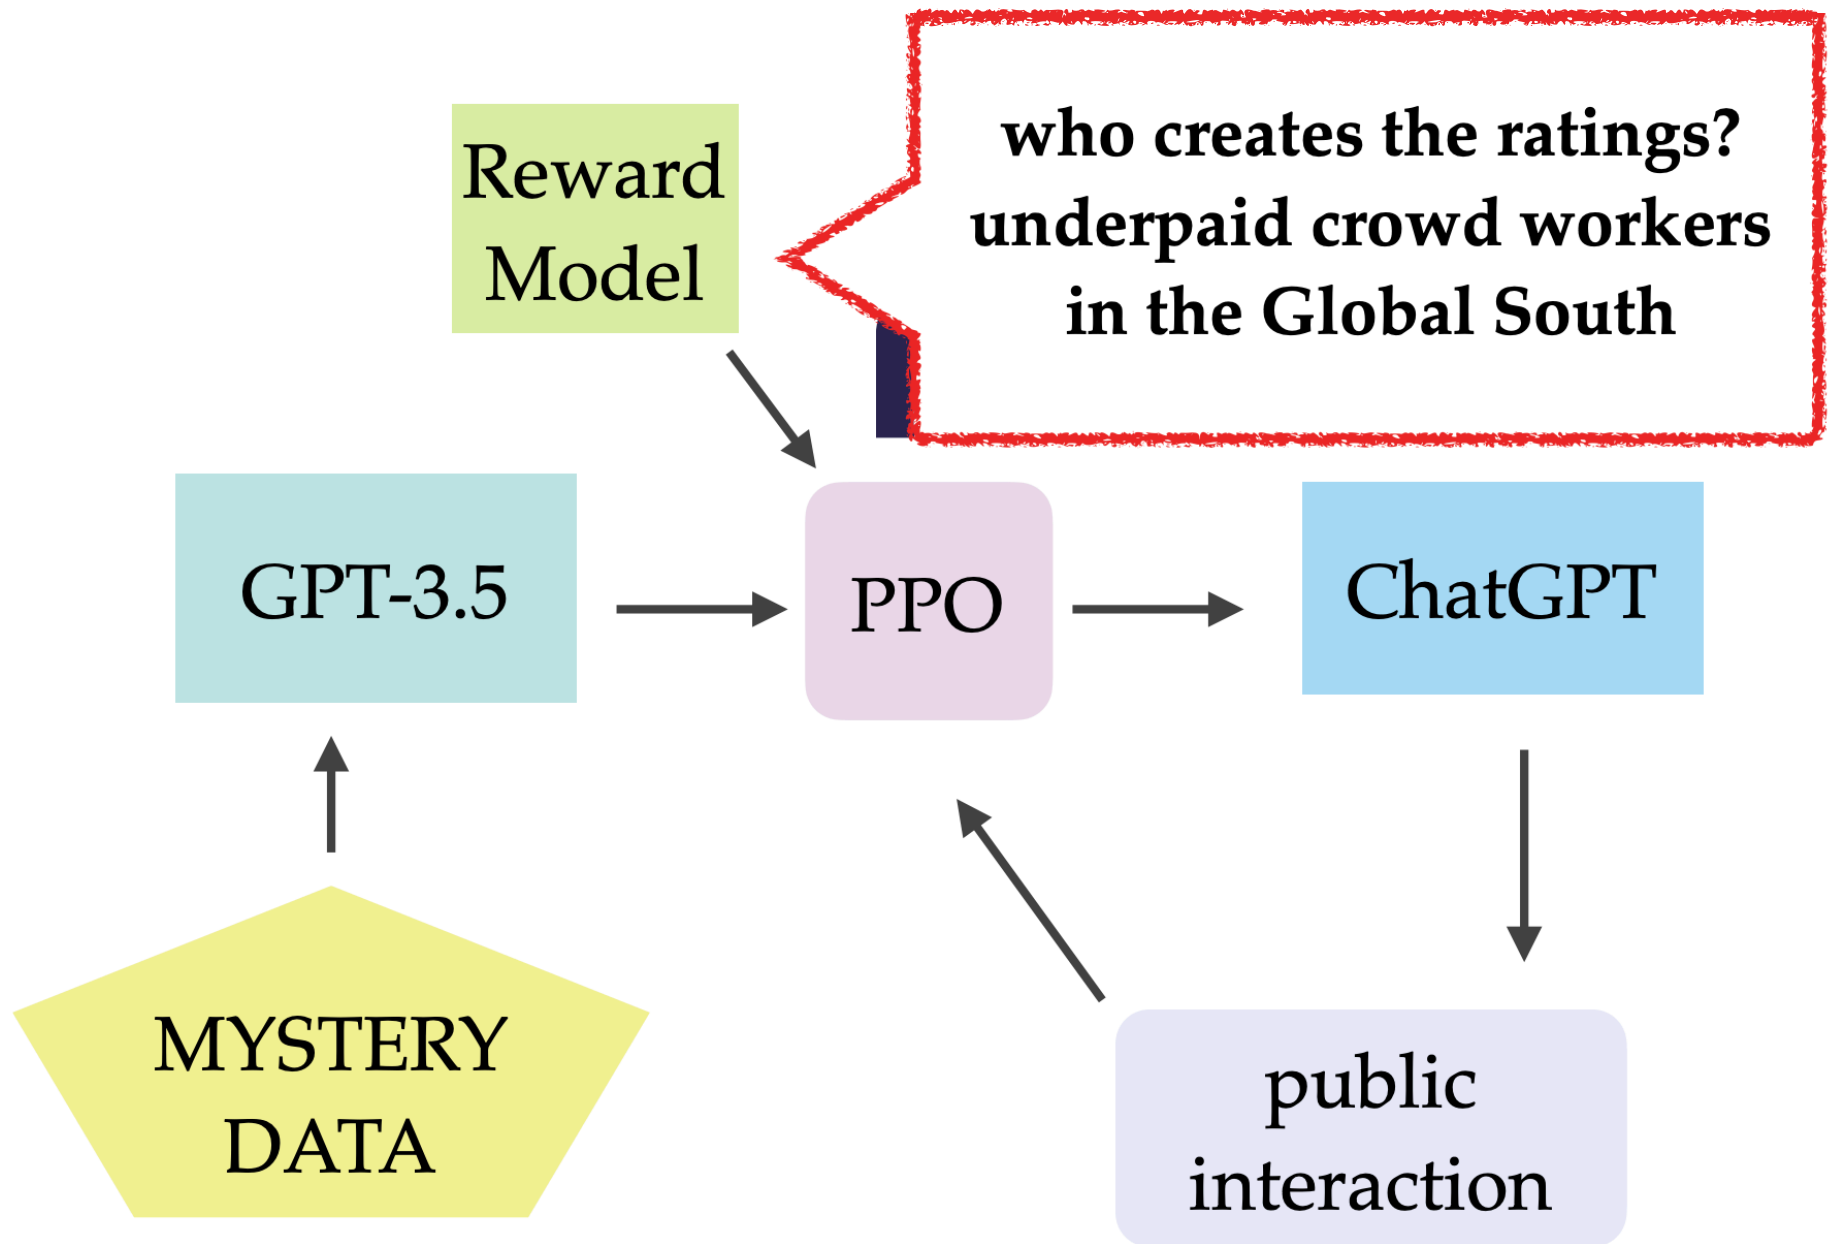 who creates the ratings?
underpaid crowd workers
in the Global South
Reward
Model
GPT-3.5
PPO
ChatGPT
MYSTERY
DATA
public
interaction